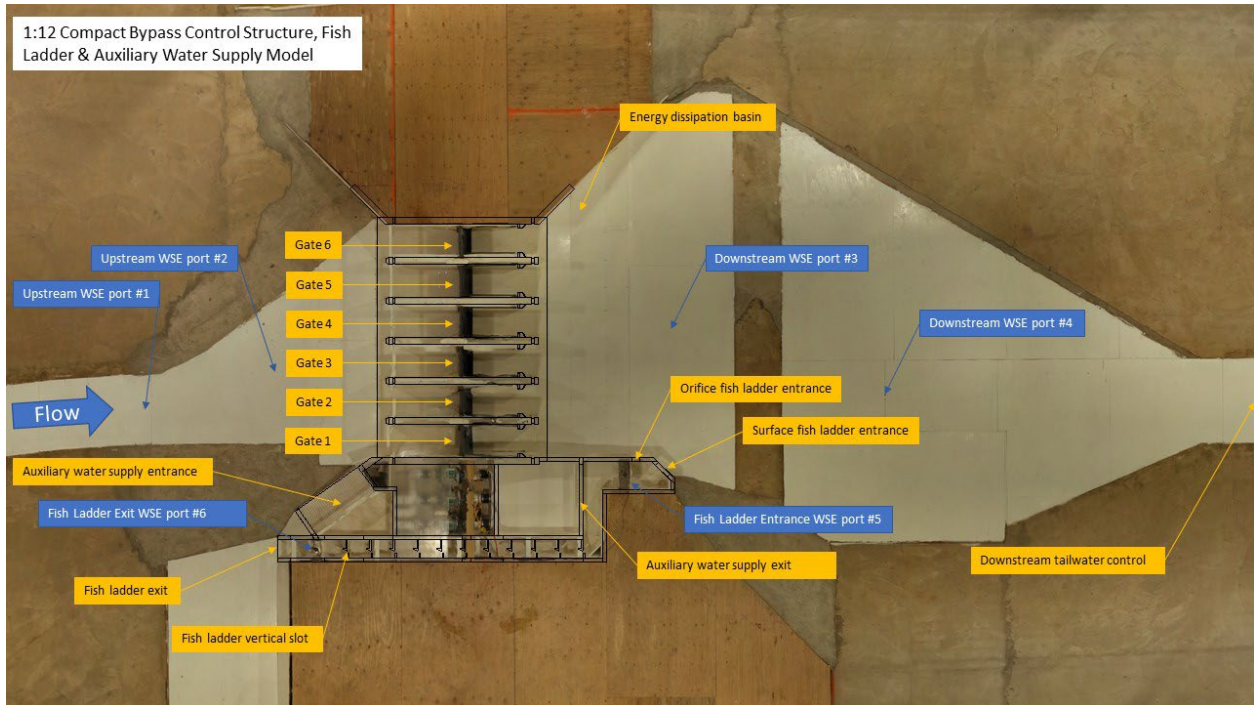 1:12 Compact Bypass Control Structure, Fish
Ladder & Auxiliary Water Supply Model
Energy dissipation basin
Gate 6
Upstream WSE port #2
Downstream WSE port #3
Gate 5
Upstream WSE port #1
Gate 4
Downstream WSE port #4
Gate 3
Orifice fish ladder entrance
Gate 2
Flow
Surface fish ladder entrance
Gate 1
Auxiliary water supply entrance
Fish Ladder Exit WSE port #6
Fish Ladder Entrance WSE port #5
Auxiliary water supply exit
Downstream tailwater control
Fish ladder exit
Fish ladder vertical slot